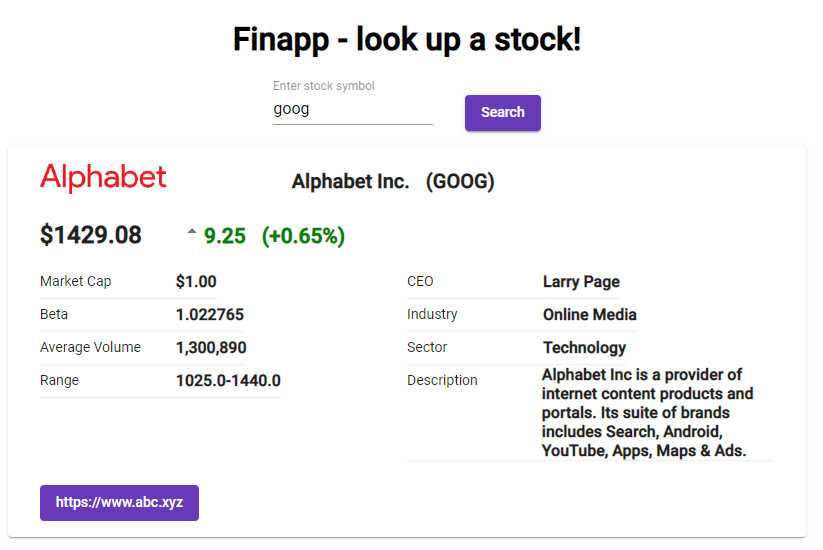 Finapp - look up a stock!
Enter stock symbol
goog
Search
Alphabet
Alphabet Inc. (GOOG)
$1429.08 9.25 (+0.65%)
Market Cap $1.00
Beta 1.022765
Average Volume 1,300,890
Range 1025.0-1440.0
CEO Larry Page
Industry Online Media
Sector Technology
Description Alphabet Inc is a provider of
internet content products and
portals. Its suite of brands
includes Search, Android,
YouTube, Apps, Maps & Ads.
https://www.abc.xyz